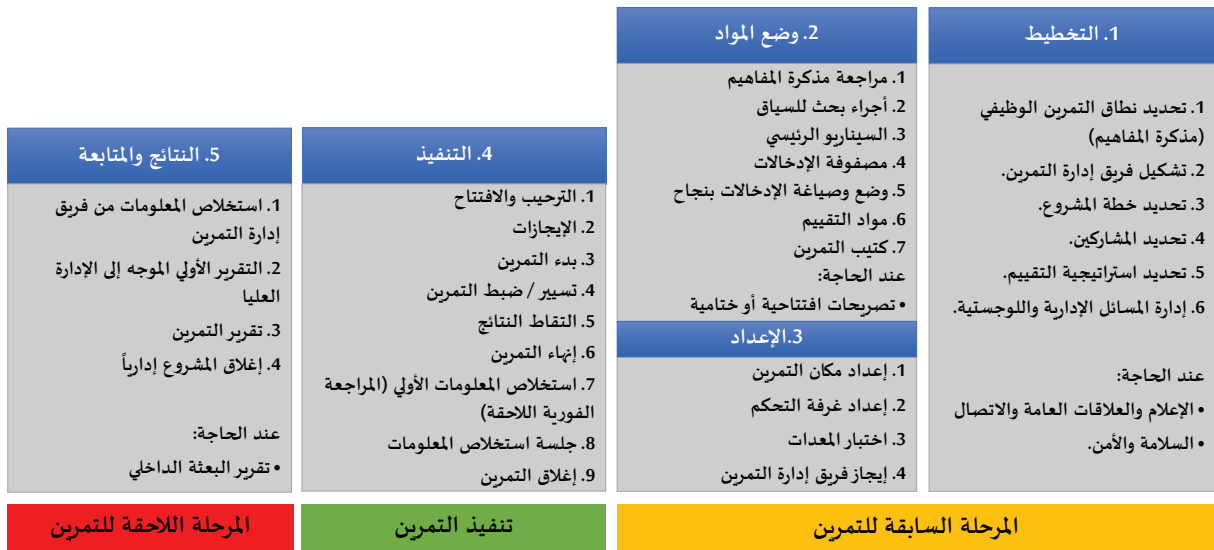 1. التخطيط
1. تحديد نطاق التمرين الوظيفي
(مذكرة المفاهيم)
2. تشكيل فريق إدارة التمرين.
3. تحديد خطة المشروع.
4. تحديد المشاركين.
5. تحديد استراتيجية التقييم.
6. إدارة المسائل الإدارية واللوجستية.
عند الحاجة:
• الإعلام والعلاقات العامة والاتصال
• السلامة والأمن.
2. وضع المواد
1. مراجعة مذكرة المفاهيم
2. أجراء بحث للسياق
3. السيناريو الرئيسي
4. مصفوفة الإدخالات
5. وضع وصياغة الإدخالات بنجاح
6. مواد التقييم
7. كتيب التمرين
عند الحاجة:
• تصريحات افتتاحية أو ختامية
3.الإعداد
1. إعداد مكان التمرين
2. إعداد غرفة التحكم
3. اختبار المعدات
4. إيجاز فريق إدارة التمرين
4. التنفيذ
1. الترحيب والافتتاح
2. الإيجازات
3. بدء التمرين
4. تسيير / ضبط التمرين
5. التقاط النتائج
6. إنهاء التمرين
7. استخلاص المعلومات الأولي (المراجعة
الفورية اللاحقة)
8. جلسة استخلاص المعلومات
9. إغلاق التمرين
5. النتائج والمتابعة
1. استخلاص المعلومات من فريق
إدارة التمرين
2. التقرير الأولي الموجه إلى الإدارة
العليا
3. تقرير التمرين
4. إغلاق المشروع إدارياً
عند الحاجة:
• تقرير البعثة الداخلي
المرحلة السابقة للتمرين
تنفيذ التمرين
المرحلة اللاحقة للتمرين